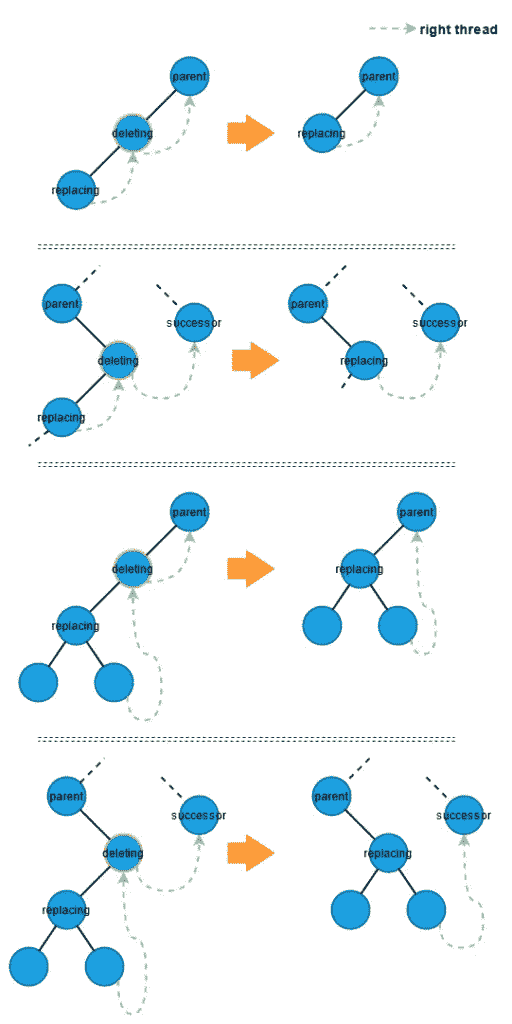 right thread
parent
parent
deleting
replacing
replacing
parent
successor
parent
successor
deleting
replacing
replacing
parent
parent
deleting
replacing
replacing
parent
successor
parent
successor
deleting
replacing
replacing